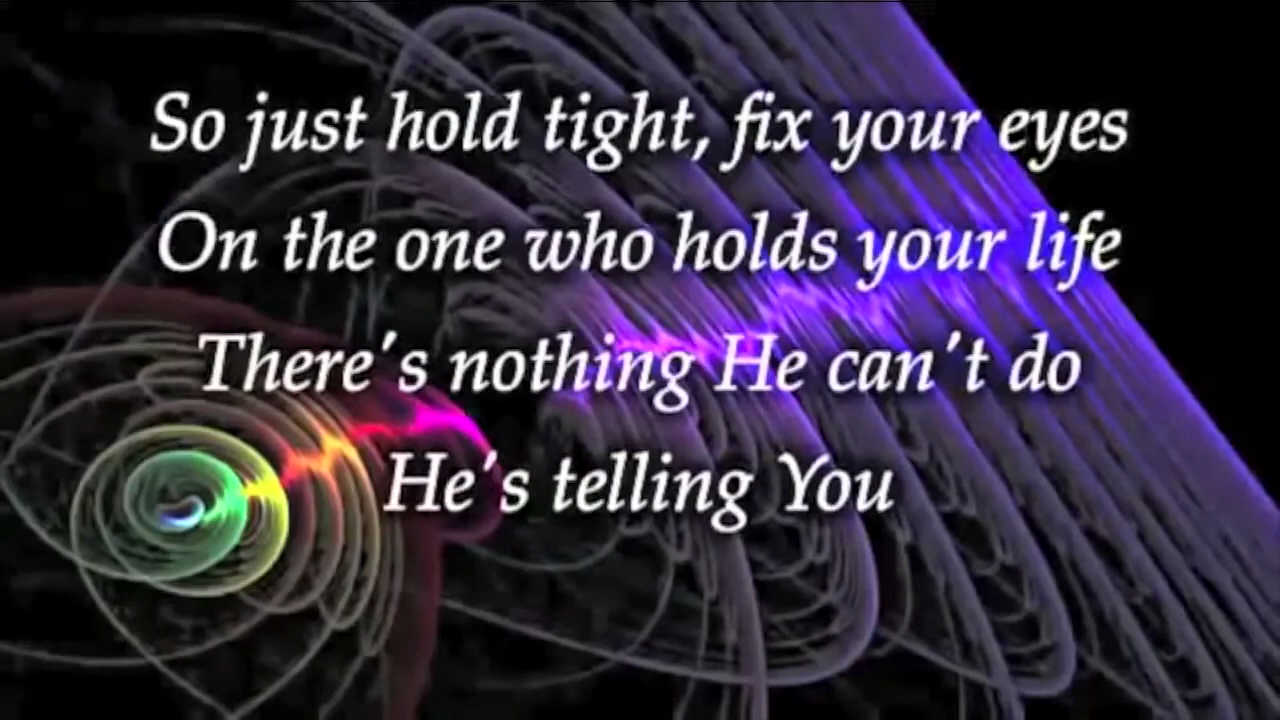 So just hold tight, fix your eyes
On the one who holds your life
There's nothing He can't do
He's telling You